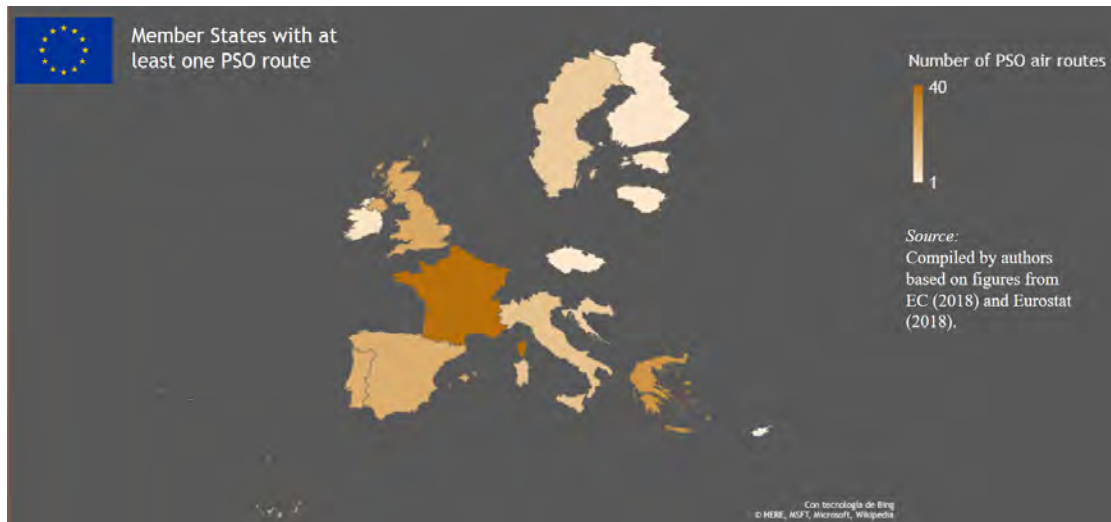 Member States with at
least one PSO route
Number of PSO air routes
40
1
Source:
Compiled by authors
based on figures from
EC (2018) and Eurostat
(2018).
Con tecnología de Bing
© HERE, MSFT, Microsoft, Wikipedia